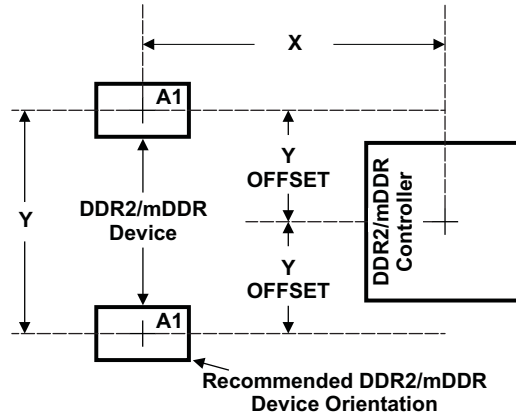 X
A1
Y
OFFSET
Y
DDR2/mDDR
Device
DDR2/mDDR
Controller
Y
OFFSET
A1
Recommended DDR2/mDDR
Device Orientation